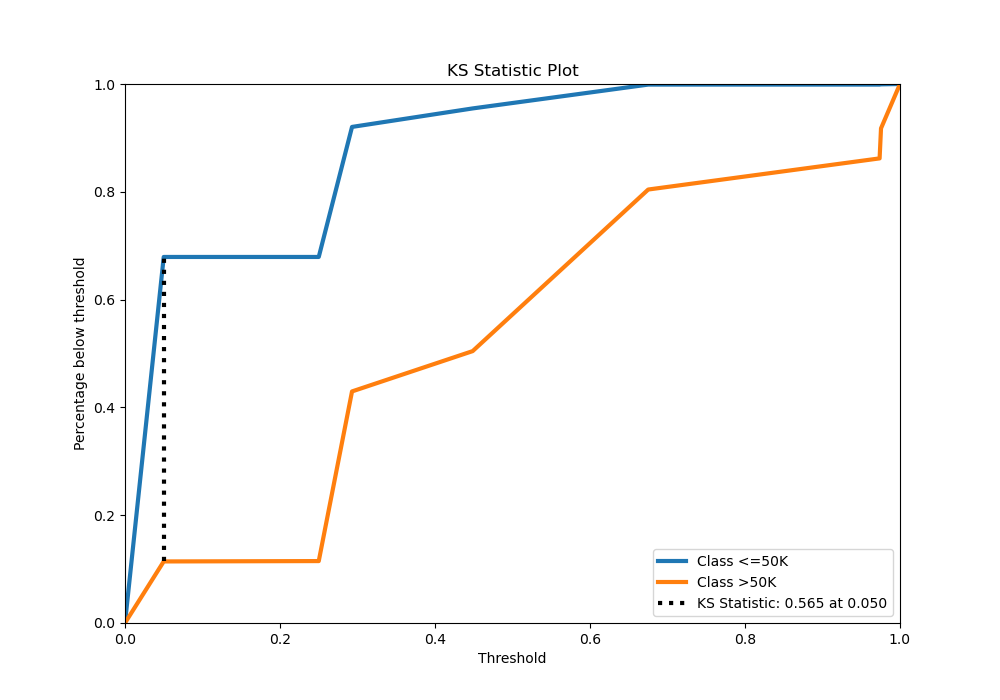 KS Statistic Plot
1.0
0.8
0.6
0.4
0.2
0.0
Percentage below threshold
0.0 0.2 0.4 0.6 0.8 1.0
Threshold
Class <=50K
Class >50K
KS Statistic: 0.565 at 0.050